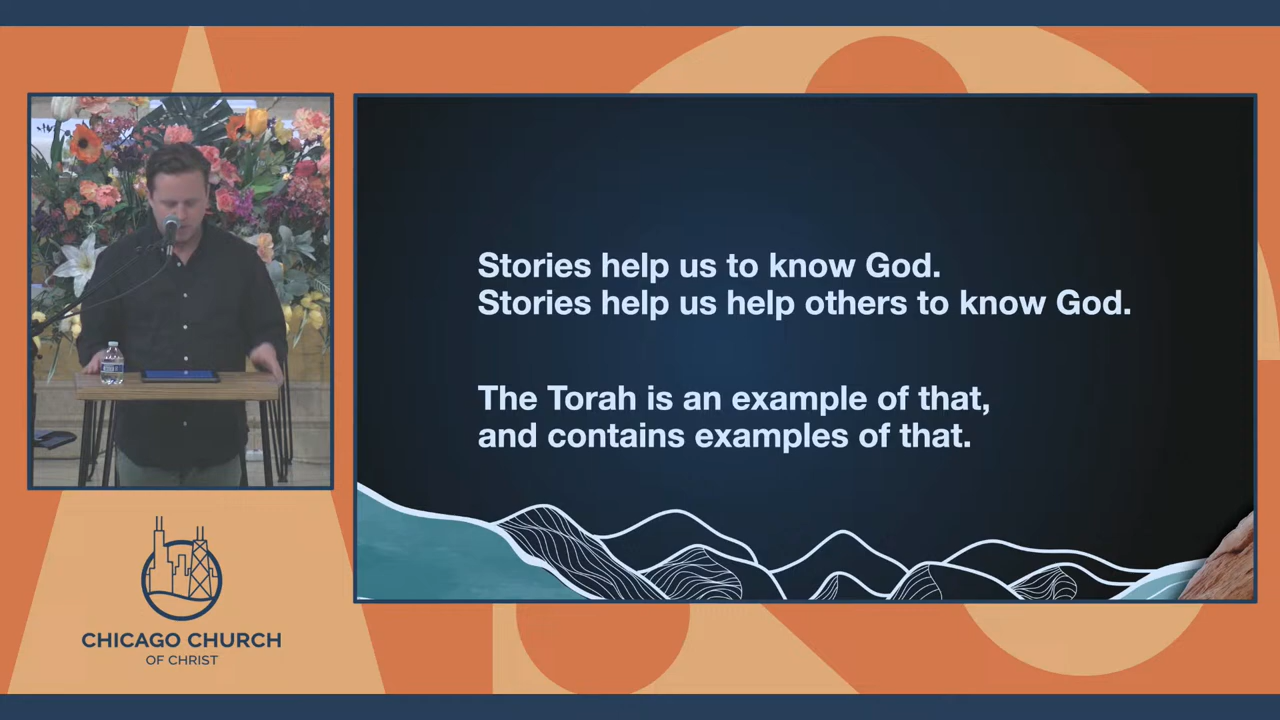 Stories help us to know God.
Stories help us help others to know God.
The Torah is an example of that,
and contains examples of that.
CHICAGO CHURCH
OF CHRIST